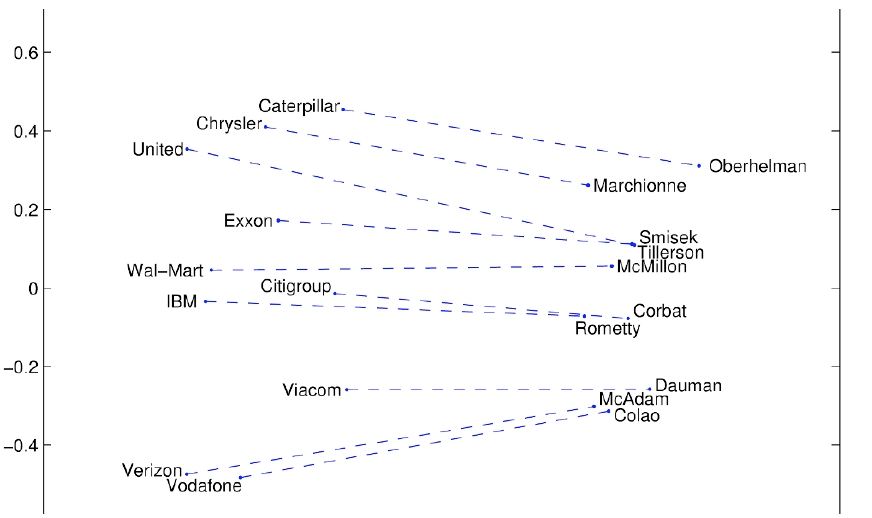 0.6
Caterpillar
0.4
Chrysler
United
Oberhelman
Marchionne
0.2
Exxon
Smisek
Tillerson
McMillon
Wal-Mart
0
Citigroup
IBM
Corbat
Rometty
-0.2
Viacom
Dauman
McAdam
Colao
-0.4
Verizon
Vodafone